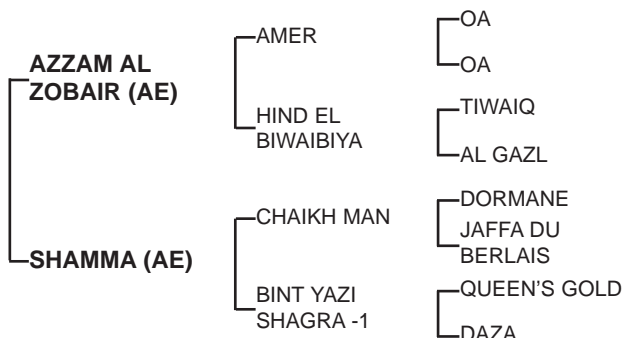 AZZAM AL
ZOBAIR (AE)
AMER
OA
OA
HIND EL
BIWAIBIYA
TIWAIQ
AL GAZL
SHAMMA (AE)
CHAIKH MAN
DORMANE
JAFFA DU
BERLAIS
BINT YAZI
SHAGRA -1
QUEEN'S GOLD
DAZA